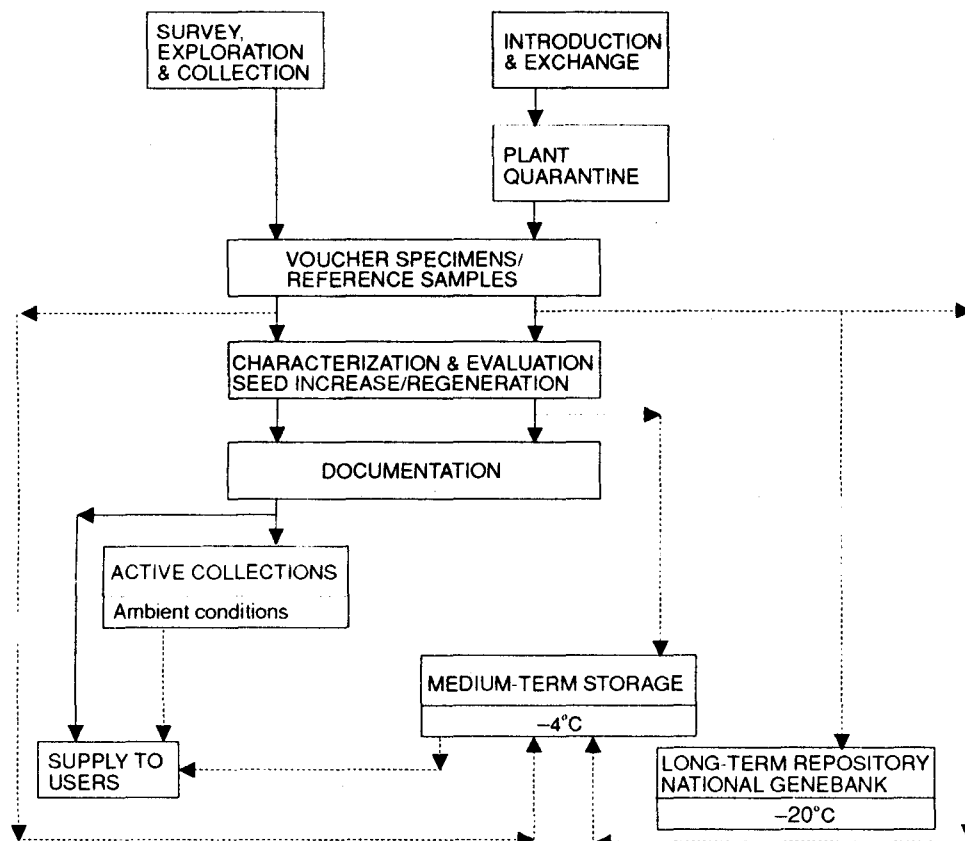 SURVEY,
EXPLORATION
& COLLECTION
INTRODUCTION
& EXCHANGE
PLANT
QUARANTINE
VOUCHER SPECIMENS/
REFERENCE SAMPLES
CHARACTERIZATION & EVALUATION
SEED INCREASE/REGENERATION
DOCUMENTATION
ACTIVE COLLECTIONS
Ambient conditions
MEDIUM-TERM STORAGE
–4°C
SUPPLY TO
USERS
LONG-TERM REPOSITORY
NATIONAL GENEBANK
–20°C